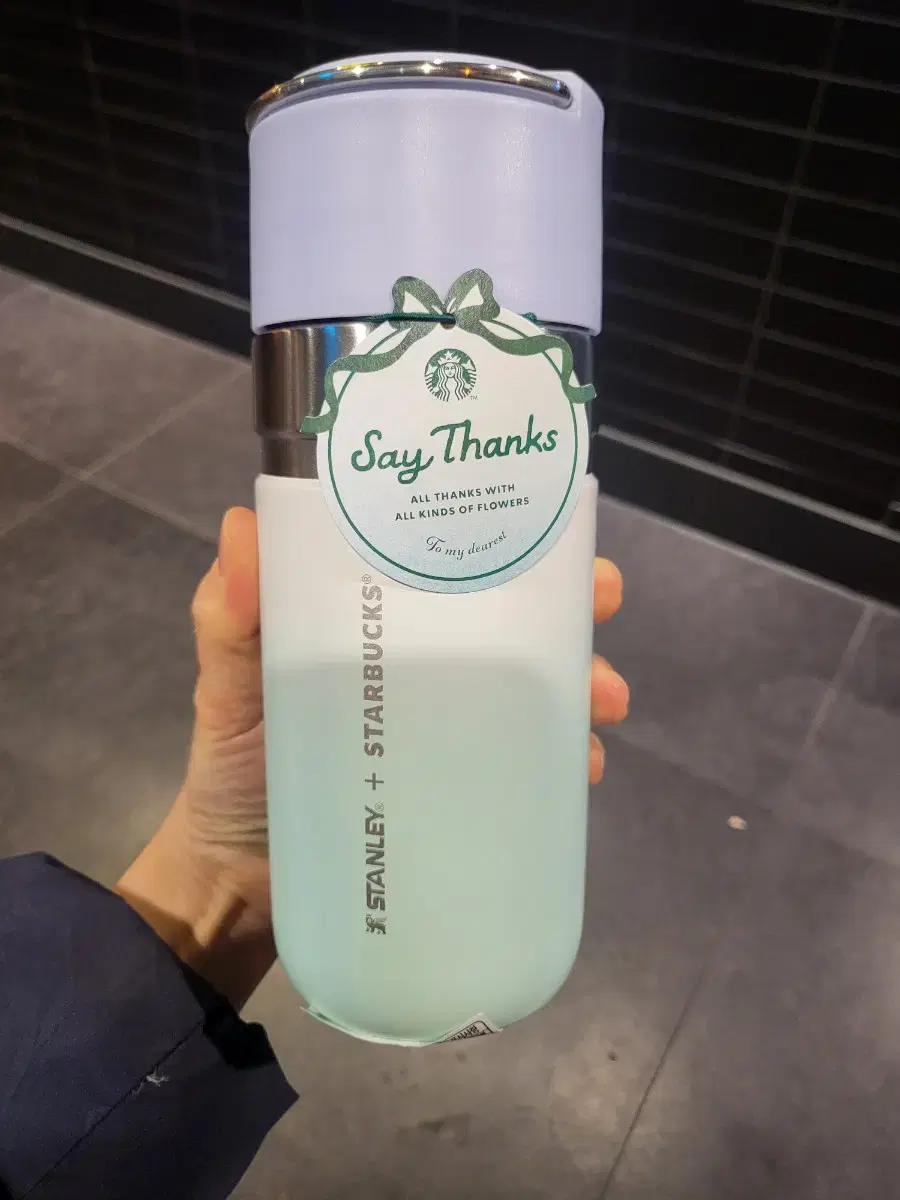 Say Thanks
ALL THANKS WITH
ALL KINDS OF FLOWERS
To my dearest
STANLEY® + STARBUCKS®